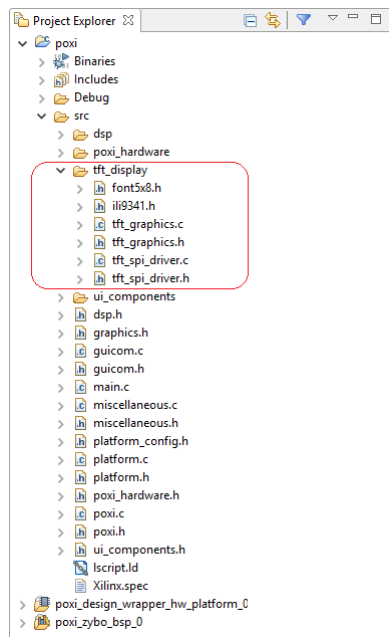 Project Explorer
poxi
Binaries
Includes
Debug
src
dsp
poxi_hardware
tft_display
font5x8.h
ili9341.h
tft_graphics.c
tft_graphics.h
tft_spi_driver.c
tft_spi_driver.h
ui_components
dsp.h
graphics.h
guicom.c
guicom.h
main.c
miscellaneous.c
miscellaneous.h
platform_config.h
platform.c
platform.h
poxi_hardware.h
poxi.c
poxi.h
ui_components.h
lscript.ld
Xilinx.spec
poxi_design_wrapper_hw_platform_0
poxi_zybo_bsp_0